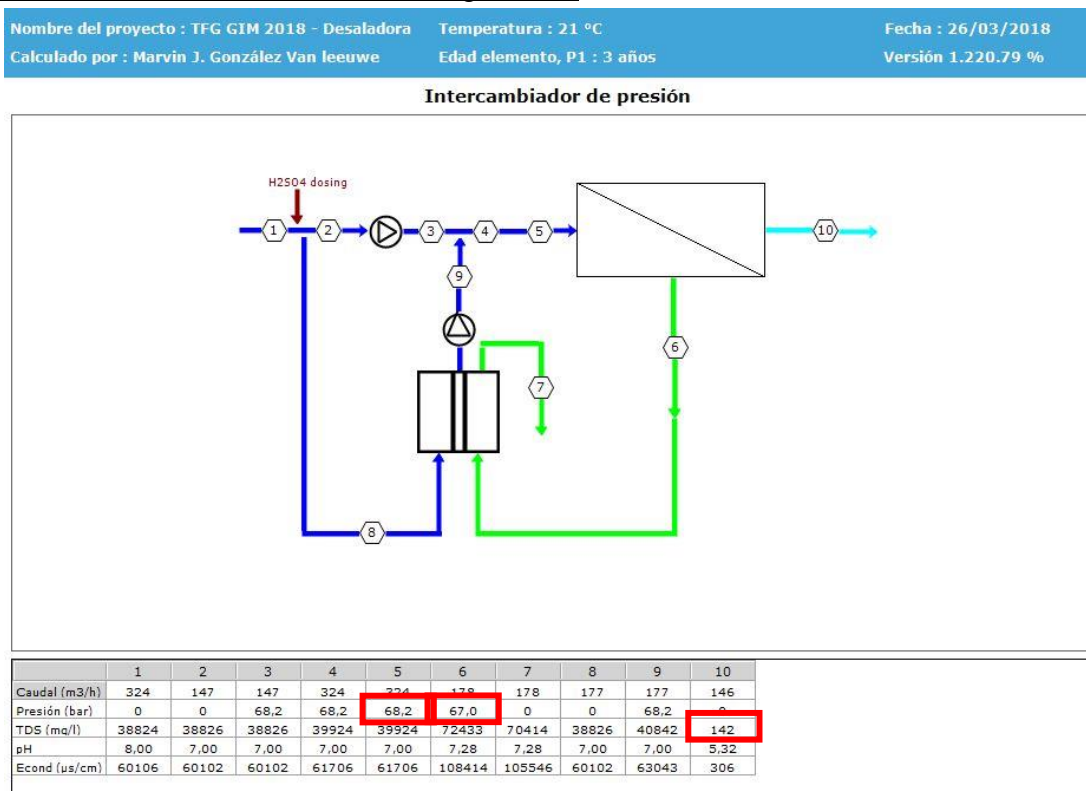 Nombre del proyecto : TFG GIM 2018 - Desaladora Temperatura : 21 °C Fecha : 26/03/2018
Calculado por : Marvin J. González Van leeuwe Edad elemento, P1 : 3 años Versión 1.220.79 %
Intercambiador de presión
H2SO4 dosing
1 2 3 4 5 10
9
6
7
8
1 2 3 4 5 6 7 8 9 10
Caudal (m3/h) 324 147 147 324 324 178 178 177 177 146
Presión (bar) 0 0 68,2 68,2 68,2 67,0 0 0 68,2 0
TDS (mg/l) 38824 38826 38826 39924 39924 72433 70414 38826 40842 142
pH 8,00 7,00 7,00 7,00 7,00 7,28 7,28 7,00 7,00 5,32
Econd (µs/cm) 60106 60102 60102 61706 61706 108414 105546 60102 63043 306